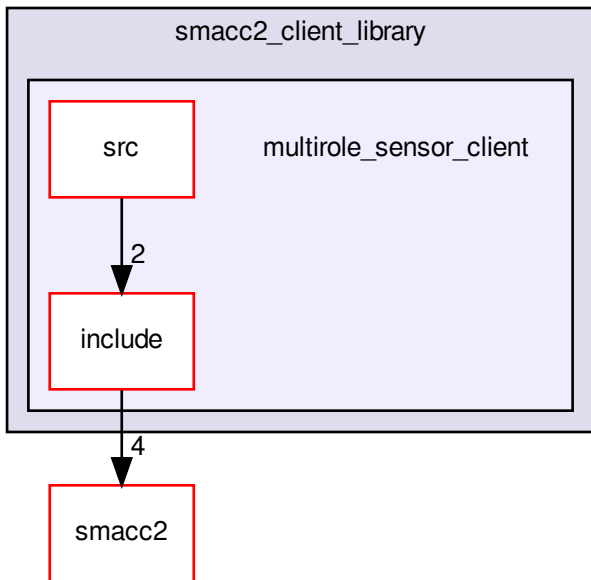 smacc2_client_library
src
multirole_sensor_client
2
include
4
smacc2